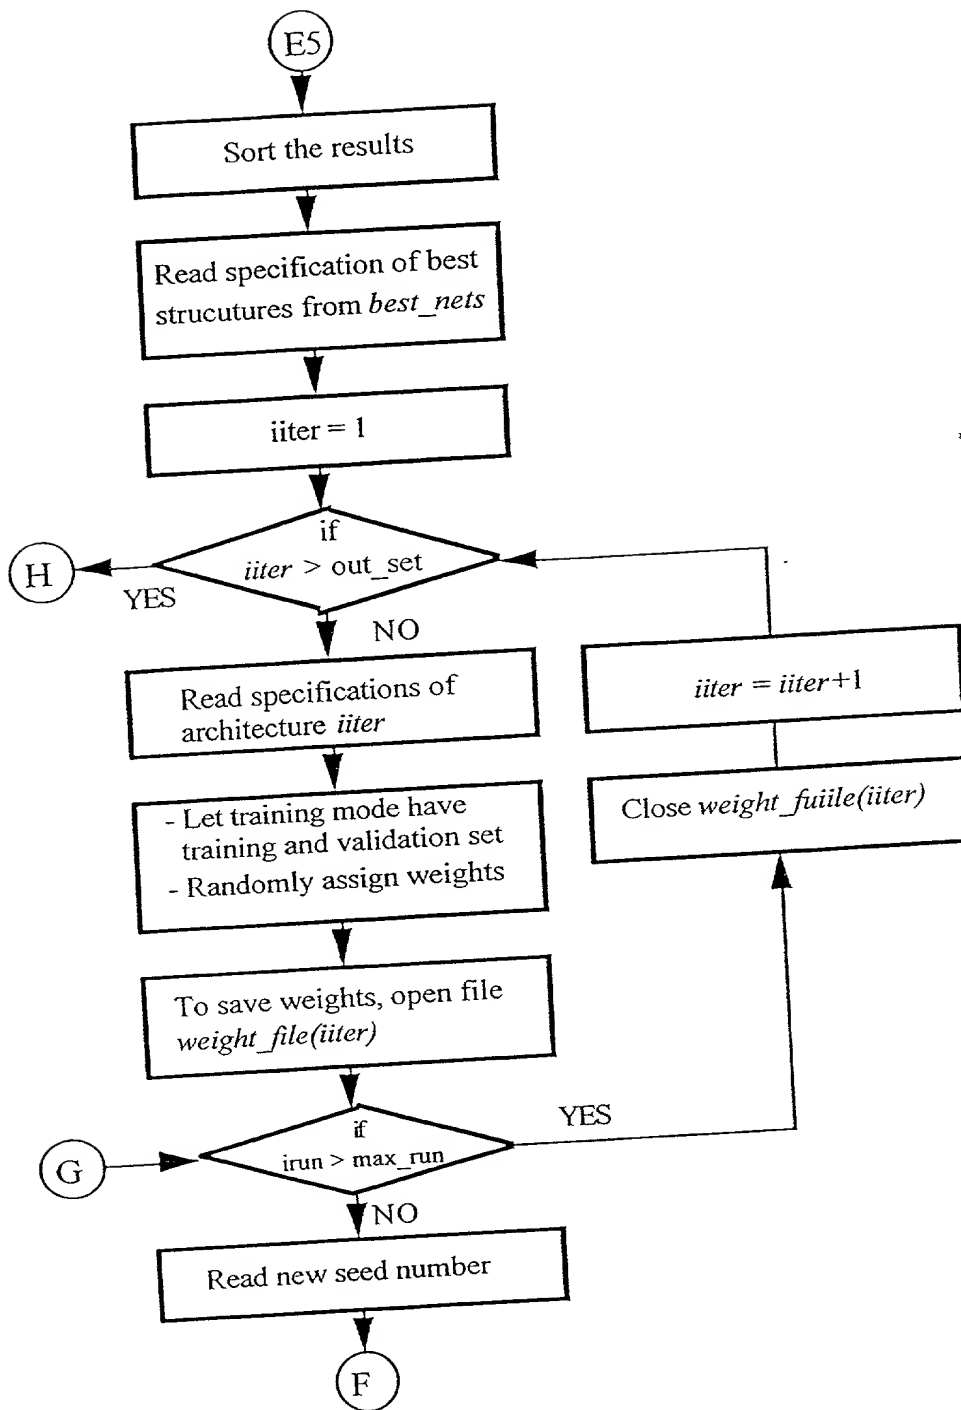 E5
Sort the results
Read specification of best
strucutures from best_nets
iiter = 1
if
iiter > out_set
H
YES
NO
Read specifications of
architecture iiter
iiter = iiter+1
- Let training mode have
training and validation set
- Randomly assign weights
Close weight_fuiile(iiter)
To save weights, open file
weight_file(iiter)
if
irun > max_run
YES
G
NO
Read new seed number
F